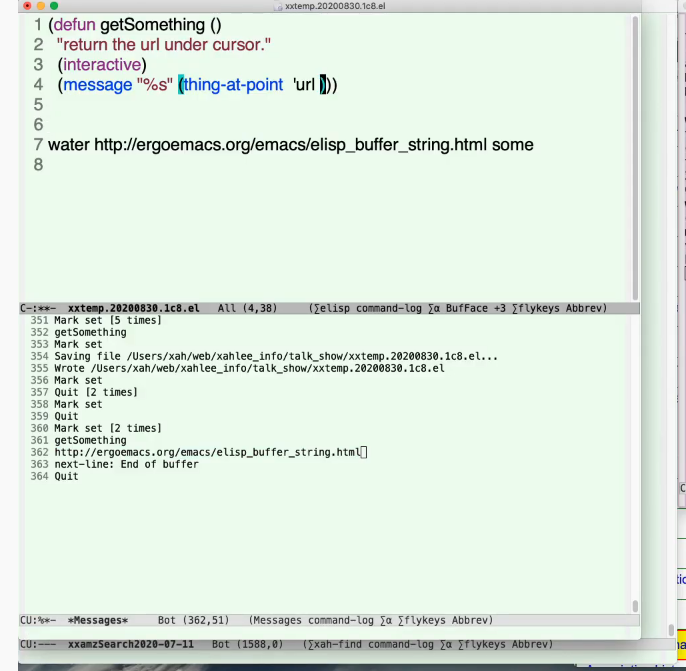 xxtemp.20200830.1c8.el
1 (defun getSomething ()
2 "return the url under cursor."
3 (interactive)
4 (message "%s" (thing-at-point 'url )))
5
6
7 water http://ergoemacs.org/emacs/elisp_buffer_string.html some
8
C-:**- xxtemp.20200830.1c8.el All (4,38) (∑elisp command-log ∑α BufFace +3 ∑flykeys Abbrev)
351 Mark set [5 times]
352 getSomething
353 Mark set
354 Saving file /Users/xah/web/xahlee_info/talk_show/xxtemp.20200830.1c8.el...
355 Wrote /Users/xah/web/xahlee_info/talk_show/xxtemp.20200830.1c8.el
356 Mark set
357 Quit [2 times]
358 Mark set
359 Quit
360 Mark set [2 times]
361 getSomething
362 http://ergoemacs.org/emacs/elisp_buffer_string.html
363 next-line: End of buffer
364 Quit
CU:%*- *Messages* Bot (362,51) (Messages command-log ∑α ∑flykeys Abbrev)
CU:--- xxamzSearch2020-07-11 Bot (1588,0) (∑xah-find command-log ∑α ∑flykeys Abbrev)